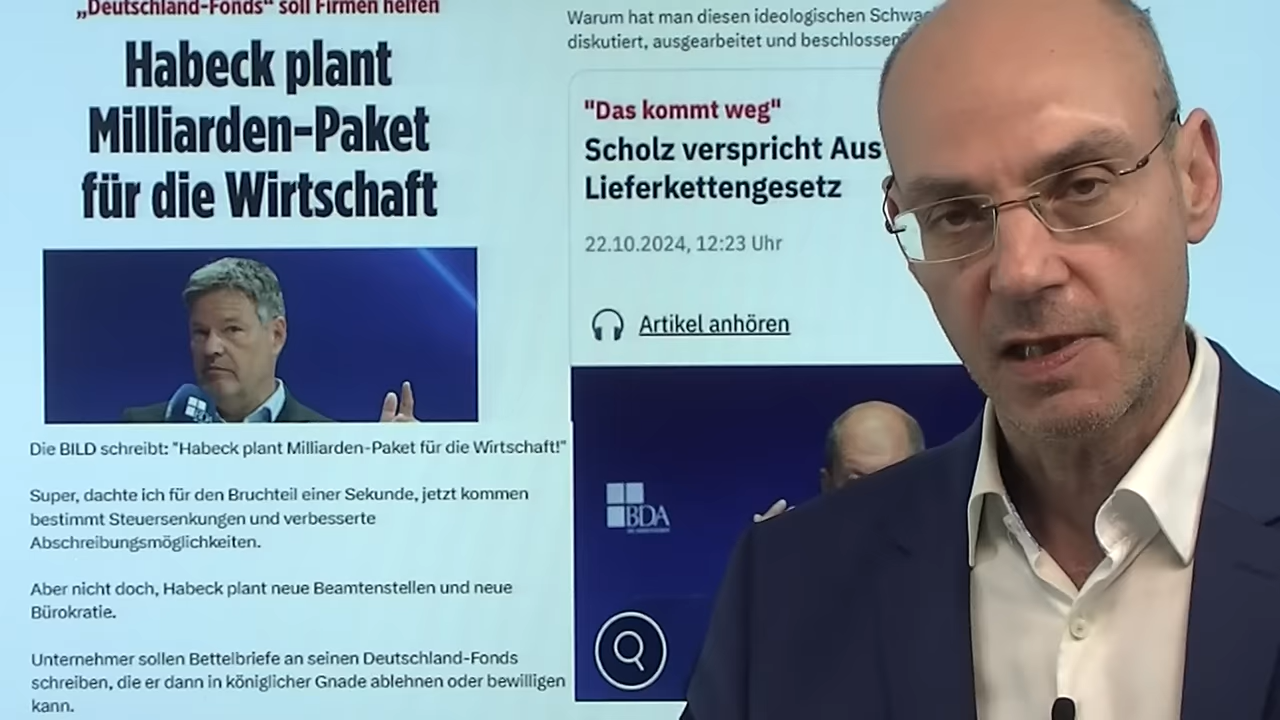 „Deutschland-Fonds“ soll Firmen helfen
Habeck plant
Milliarden-Paket
für die Wirtschaft
BDA
Die BILD schreibt: "Habeck plant Milliarden-Paket für die Wirtschaft!"
Super, dachte ich für den Bruchteil einer Sekunde, jetzt kommen
bestimmt Steuersenkungen und verbesserte
Abschreibungsmöglichkeiten.
Aber nicht doch, Habeck plant neue Beamtenstellen und neue
Bürokratie.
Unternehmer sollen Bettelbriefe an seinen Deutschland-Fonds
schreiben, die er dann in königlicher Gnade ablehnen oder bewilligen
kann.
Warum hat man diesen ideologischen
diskutiert, ausgearbeitet und beschlossen
"Das kommt weg"
Scholz verspricht Aus
Lieferkettengesetz
22.10.2024, 12:23 Uhr
Artikel anhören
BDA